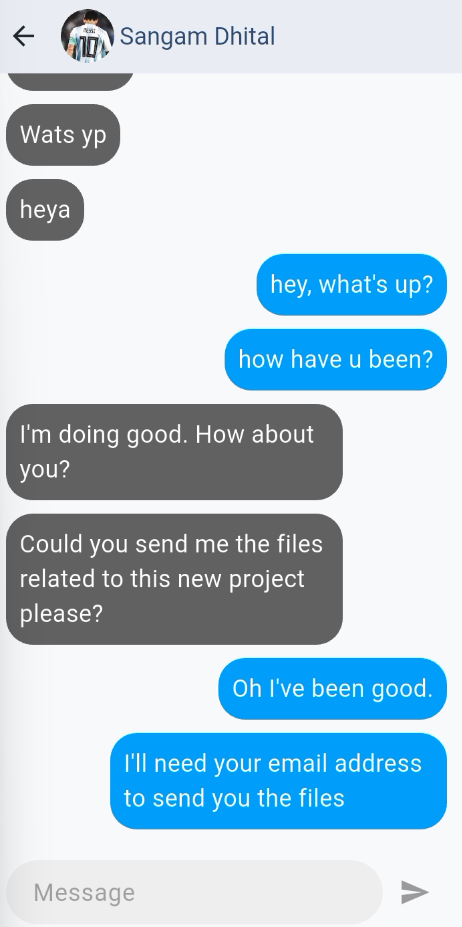 Sangam Dhital
Wats yp
heya
hey, what's up?
how have u been?
I'm doing good. How about
you?
Could you send me the files
related to this new project
please?
Oh I've been good.
I'll need your email address
to send you the files
Message